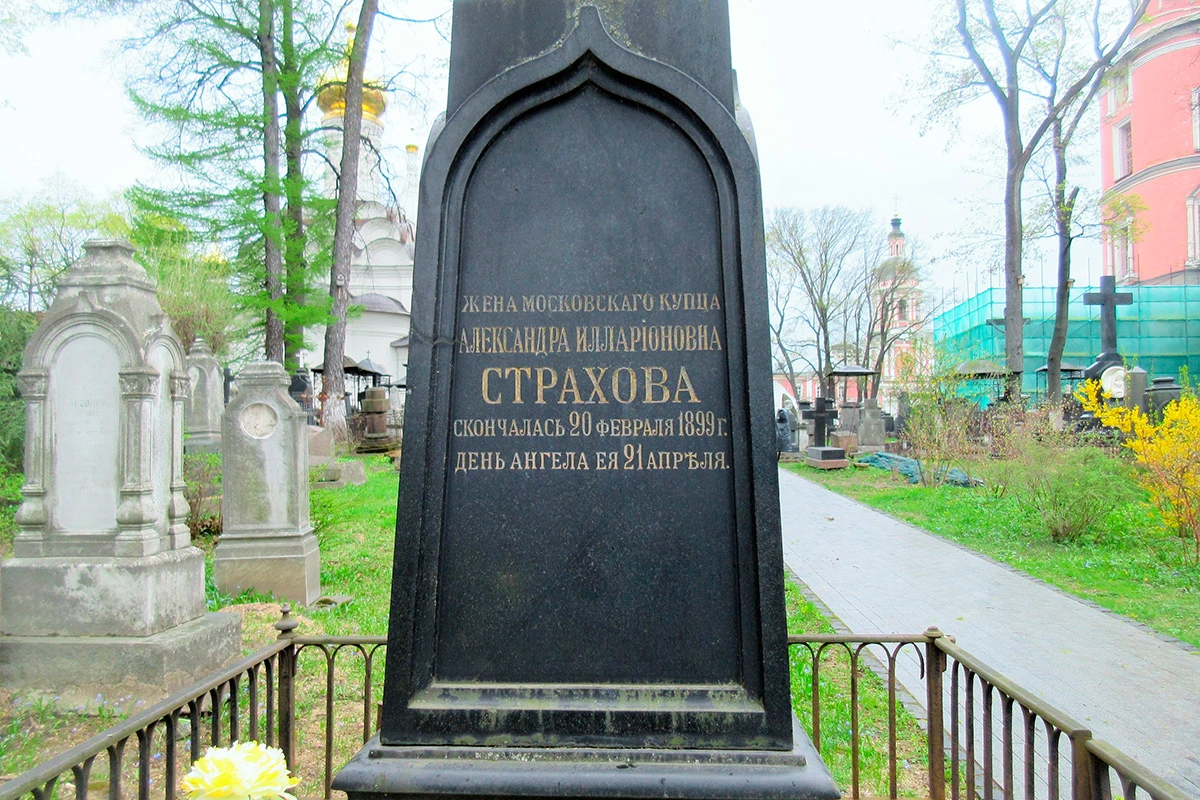 ЖЕНА МОСКОВСКАГО КУПЦА
АЛЕКСАНДРА ИЛЛАРІОНОВНА
СТРАХОВА
СКОНЧАЛАСЬ 20 ФЕВРАЛЯ 1899 г.
ДЕНЬ АНГЕЛА ЕЯ 21 АПРѢЛЯ.